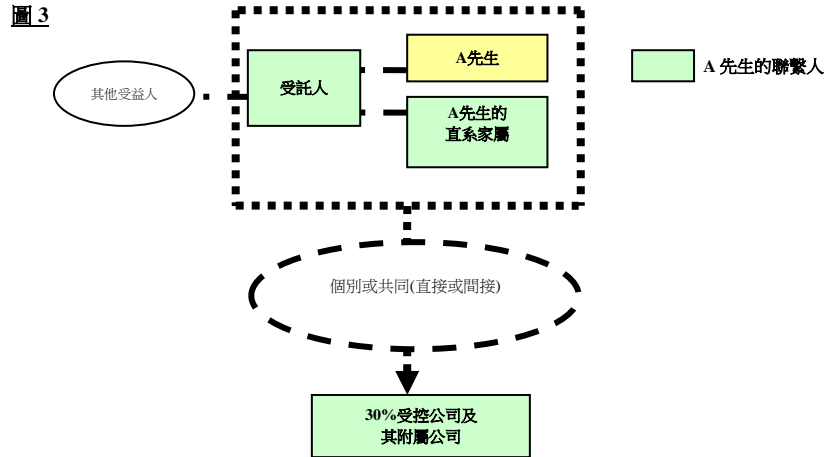 圖 3
A先生
A 先生的聯繫人
其他受益人
受託人
A先生的
直系家屬
個別或共同(直接或間接)
30%受控公司及
其附屬公司